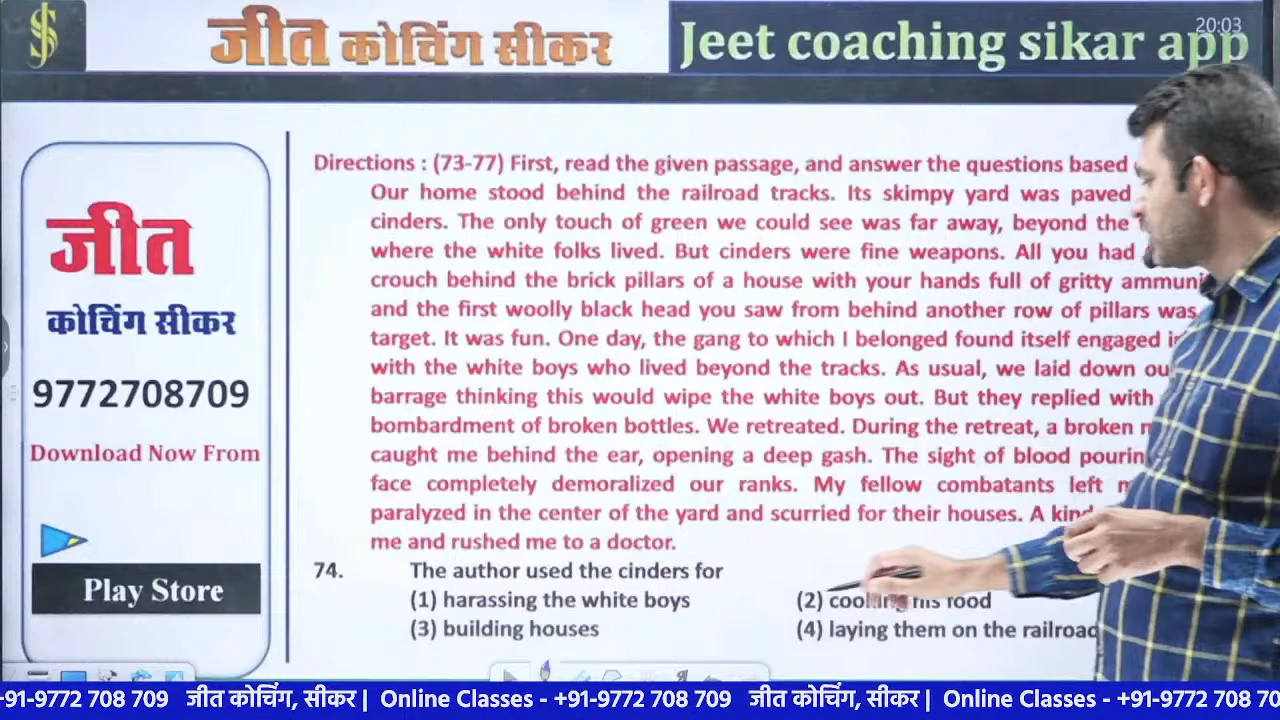 जीत कोचिंग सीकर
Jeet coaching sikar app
20:03
जीत
कोचिंग सीकर
9772708709
Download Now From
Play Store
Directions : (73-77) First, read the given passage, and answer the questions based
Our home stood behind the railroad tracks. Its skimpy yard was paved
cinders. The only touch of green we could see was far away, beyond the
where the white folks lived. But cinders were fine weapons. All you had
crouch behind the brick pillars of a house with your hands full of gritty
and the first woolly black head you saw from behind another row of pillars was
target. It was fun. One day, the gang to which I belonged found itself engaged
with the white boys who lived beyond the tracks. As usual, we laid down
barrage thinking this would wipe the white boys out. But they replied with
bombardment of broken bottles. We retreated. During the retreat, a broken
caught me behind the ear, opening a deep gash. The sight of blood
face completely demoralized our ranks. My fellow combatants left
paralyzed in the center of the yard and scurried for their houses. A kind
me and rushed me to a doctor.
74. The author used the cinders for
(1) harassing the white boys (2) cooking his food
(3) building houses (4) laying them on the railroad
+91-9772 708 709 जीत कोचिंग, सीकर | Online Classes - +91-9772 708 709 जीत कोचिंग, सीकर | Online Classes - +91-9772 708